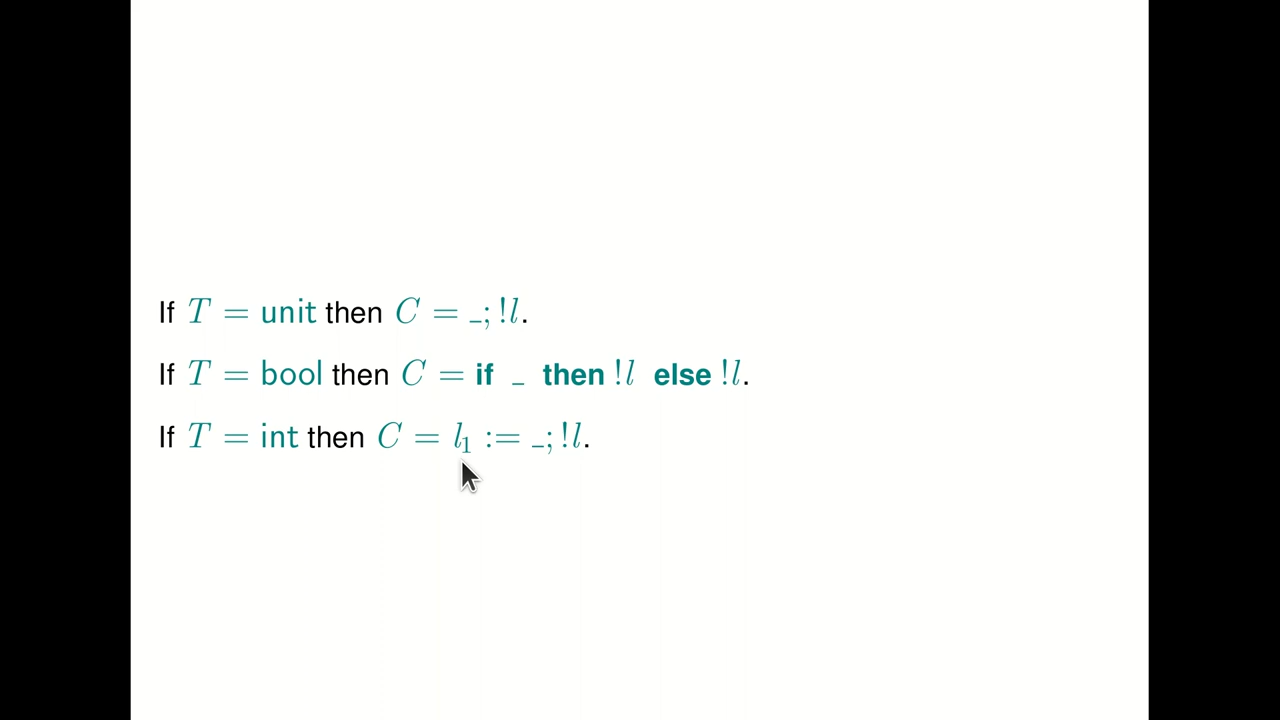 If T = unit then C = _; !l.
If T = bool then C = if _ then !l else !l.
If T = int then C = l₁ := _; !l.